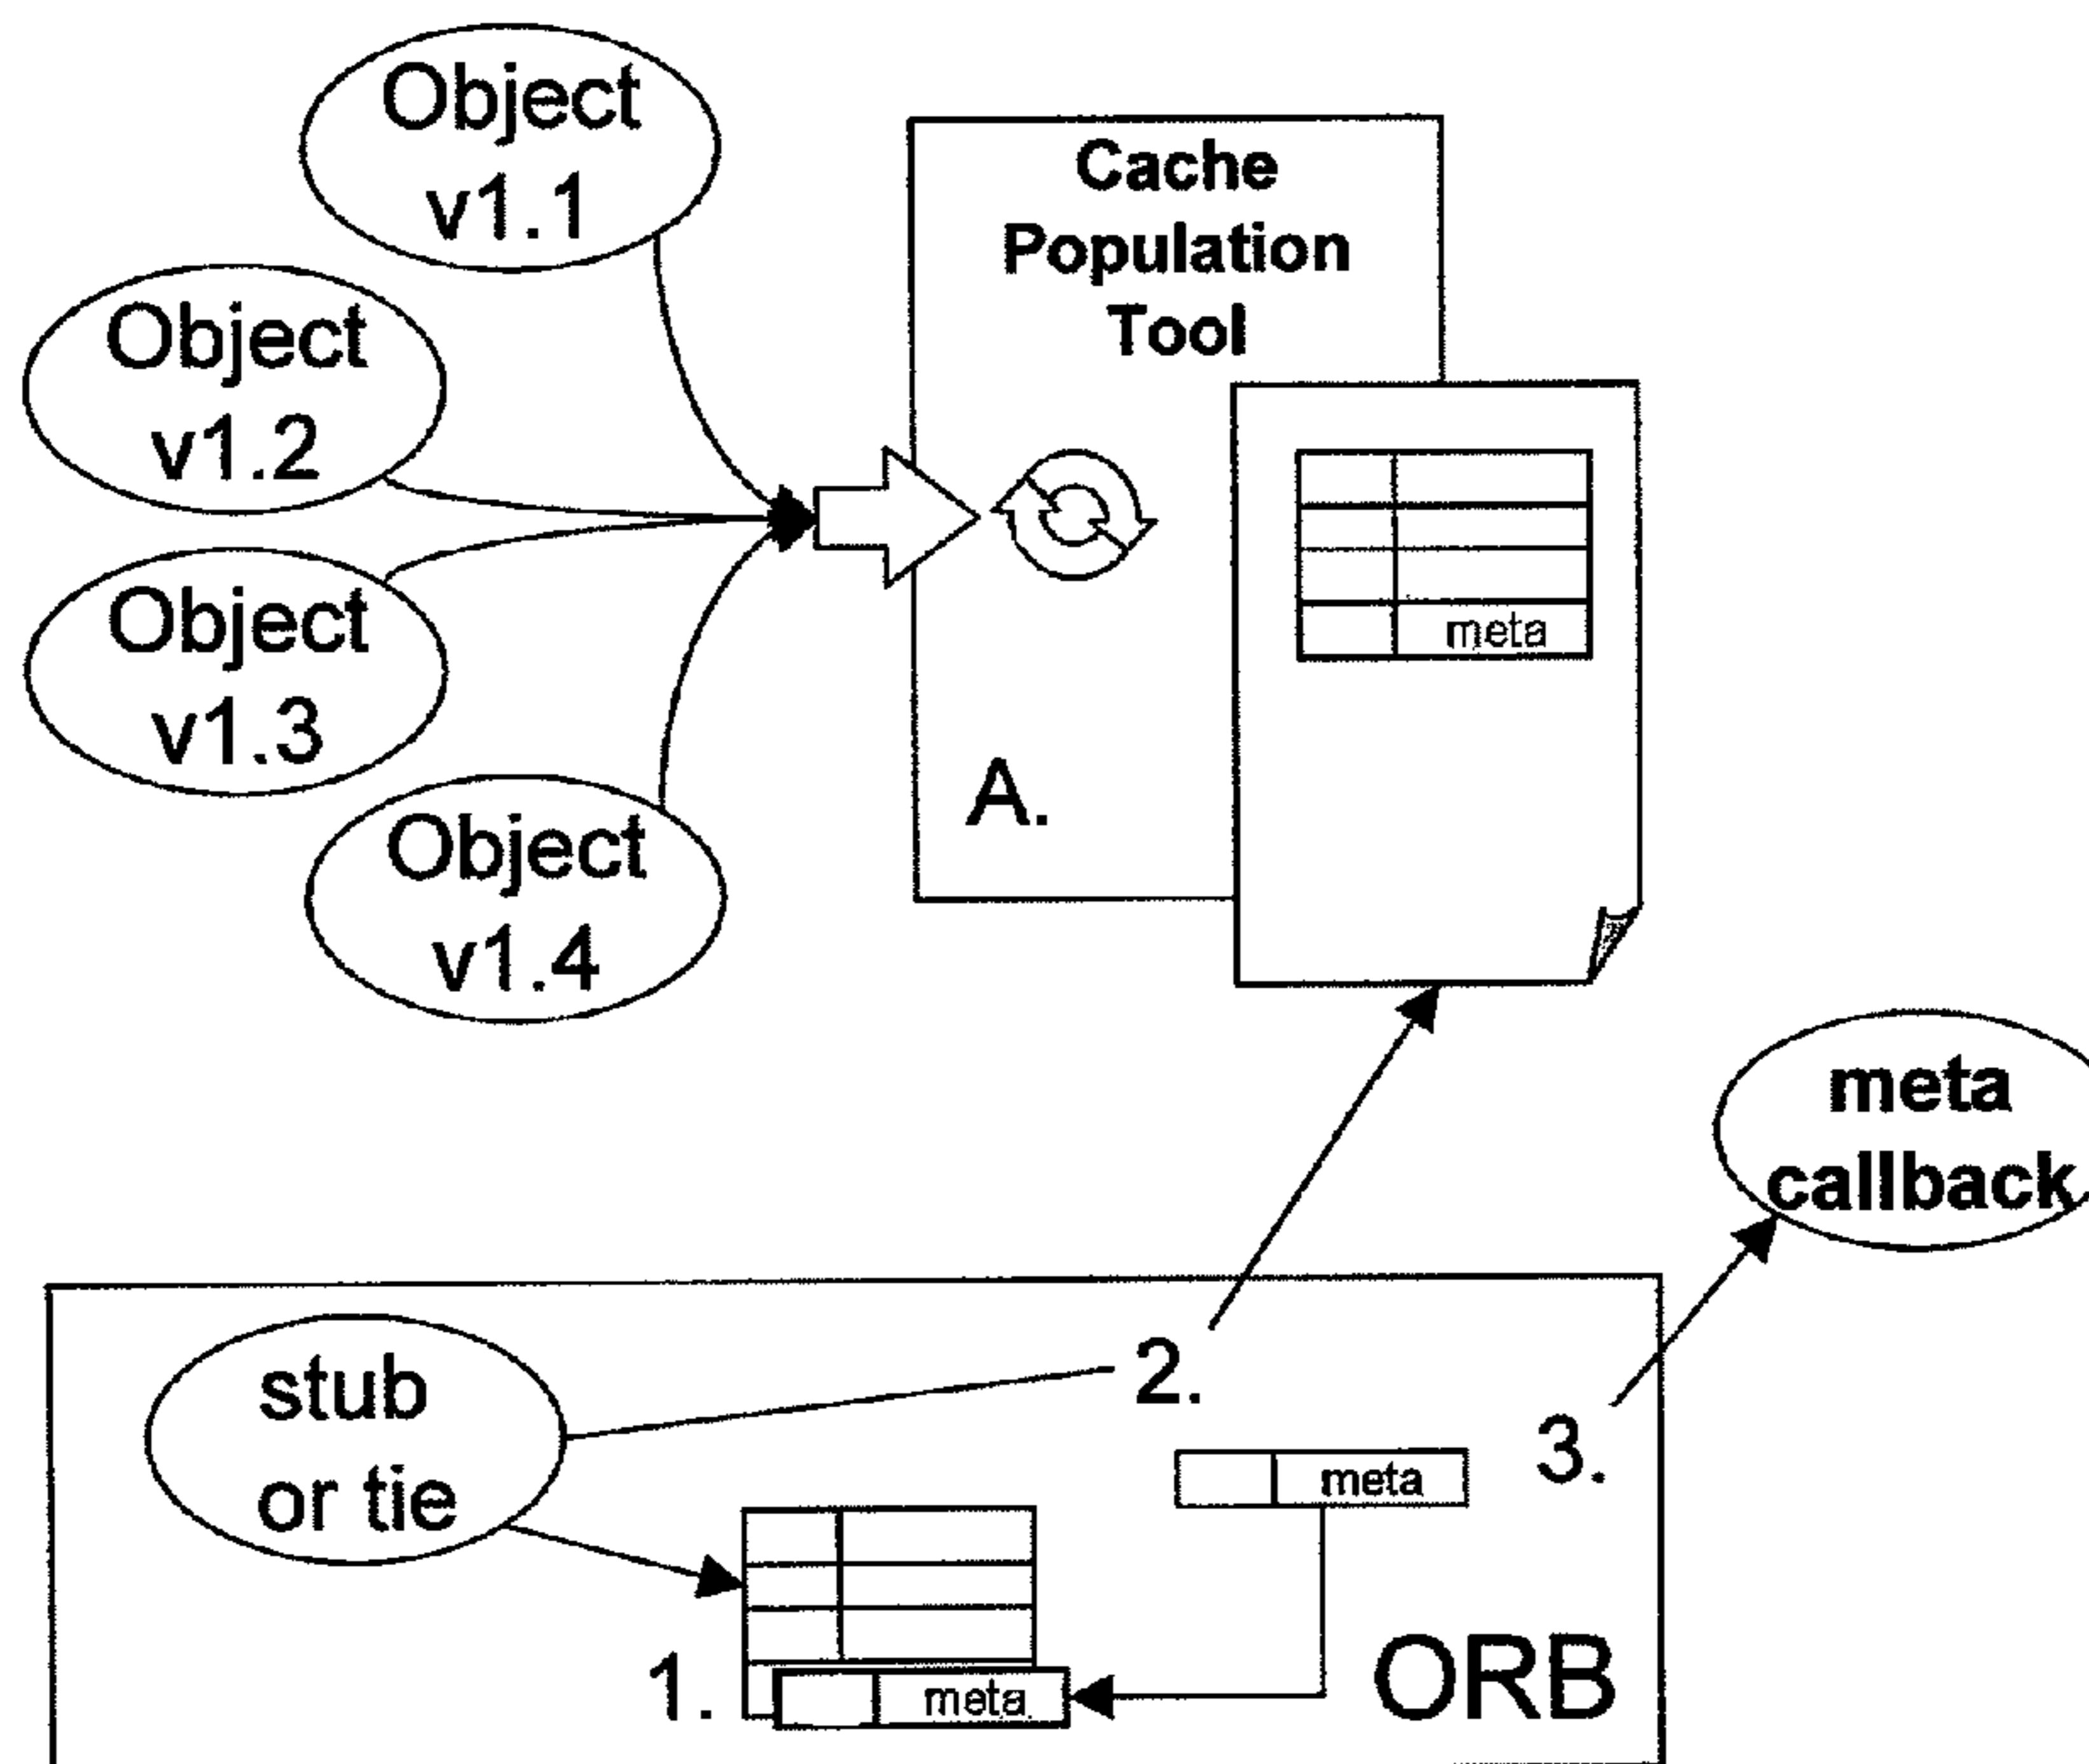 Object
v1.1
Cache
Population
Tool
Object
v1.2
Object
v1.3
meta
A.
Object
v1.4
meta
callback
stub
or tie
2.
3.
meta
1.
meta
ORB